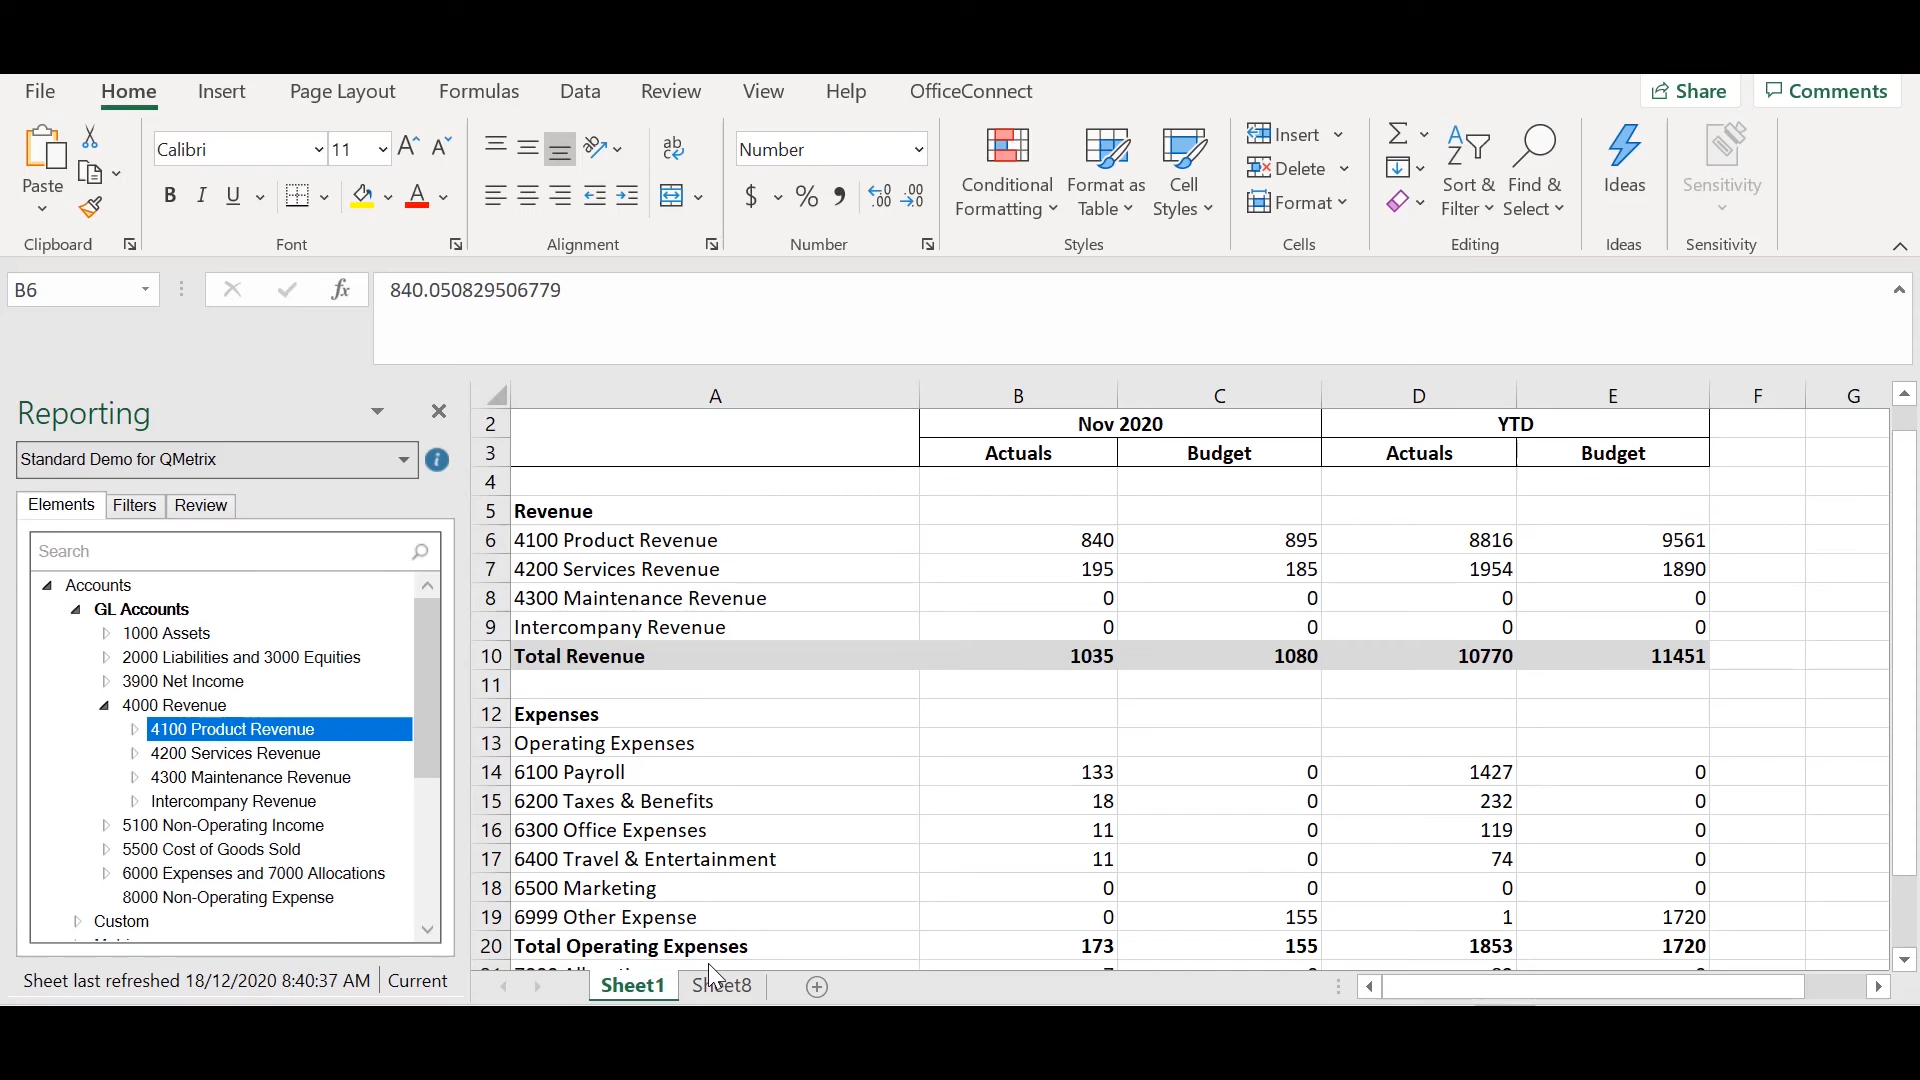 File Home Insert Page Layout Formulas Data Review View Help OfficeConnect Share Comments
Paste Calibri 11 B I U A ab Number $ % Conditional Formatting Format as Table Cell Styles Insert Delete Format Sort & Filter Find & Select Ideas Sensitivity
Clipboard Font Alignment Number Styles Cells Editing Ideas Sensitivity
B6 fx 840.050829506779
Reporting
Standard Demo for QMetrix
Elements Filters Review
Search
Accounts
GL Accounts
1000 Assets
2000 Liabilities and 3000 Equities
3900 Net Income
4000 Revenue
4100 Product Revenue
4200 Services Revenue
4300 Maintenance Revenue
Intercompany Revenue
5100 Non-Operating Income
5500 Cost of Goods Sold
6000 Expenses and 7000 Allocations
8000 Non-Operating Expense
Custom
Sheet last refreshed 18/12/2020 8:40:37 AM Current
A B C D E F G
2 Nov 2020 YTD
3 Actuals Budget Actuals Budget
4
5 Revenue
6 4100 Product Revenue 840 895 8816 9561
7 4200 Services Revenue 195 185 1954 1890
8 4300 Maintenance Revenue 0 0 0 0
9 Intercompany Revenue 0 0 0 0
10 Total Revenue 1035 1080 10770 11451
11
12 Expenses
13 Operating Expenses
14 6100 Payroll 133 0 1427 0
15 6200 Taxes & Benefits 18 0 232 0
16 6300 Office Expenses 11 0 119 0
17 6400 Travel & Entertainment 11 0 74 0
18 6500 Marketing 0 0 0 0
19 6999 Other Expense 0 155 1 1720
20 Total Operating Expenses 173 155 1853 1720
Sheet1 Sheet8